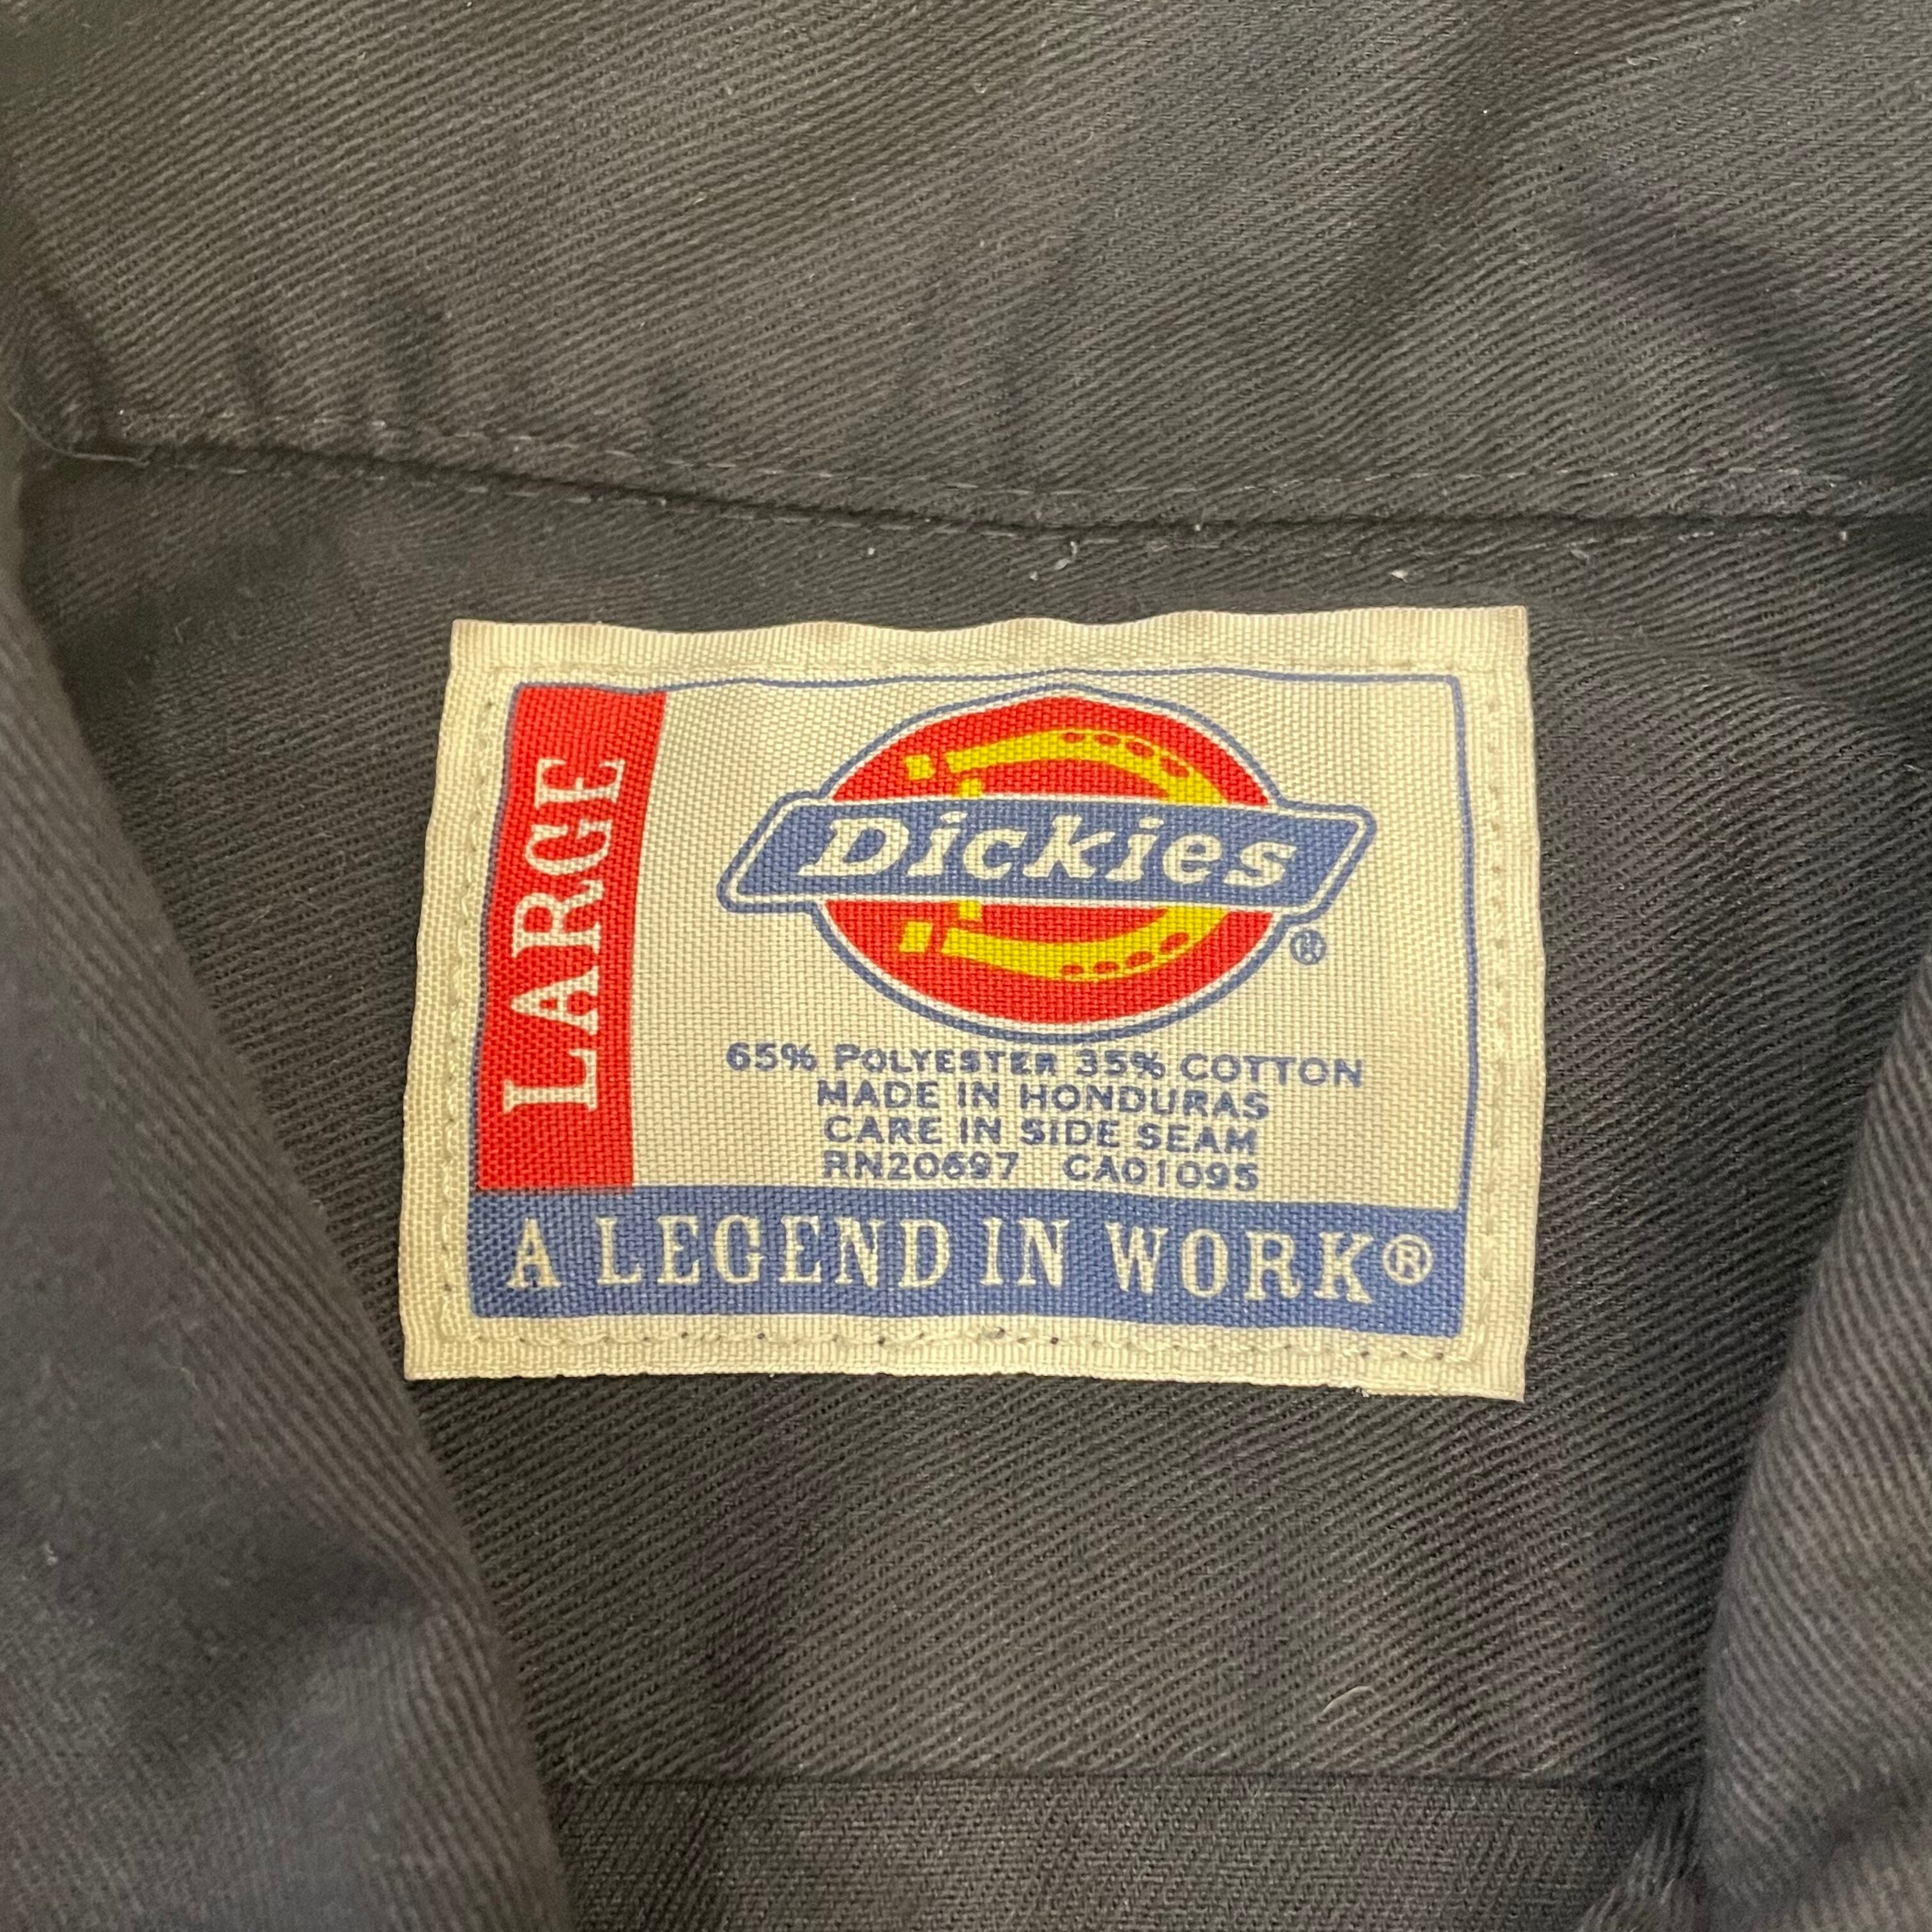 LARGE
Dickies®
65% POLYESTER 35% COTTON
MADE IN HONDURAS
CARE IN SIDE SEAM
RN20697 CA01095
A LEGEND IN WORK®